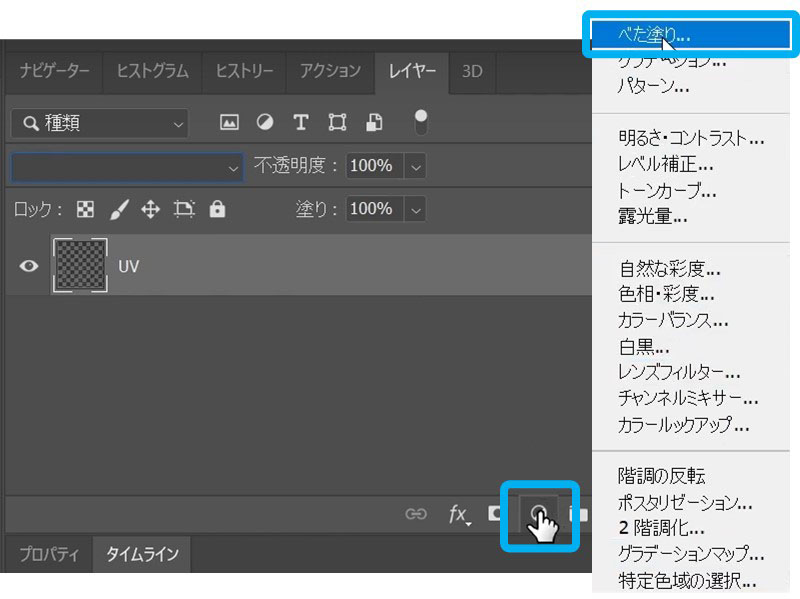 べた塗り...
グラデーション...
パターン...
明るさ・コントラスト...
レベル補正...
トーンカーブ...
露光量...
自然な彩度...
色相・彩度...
カラーバランス...
白黒...
レンズフィルター...
チャンネルミキサー...
カラールックアップ...
階調の反転
ポスタリゼーション...
2 階調化...
グラデーションマップ...
特定色域の選択...
ナビゲーター ヒストグラム ヒストリー アクション レイヤー 3D
種類 T
不透明度: 100%
ロック: 塗り: 100%
UV
fx
プロパティ タイムライン